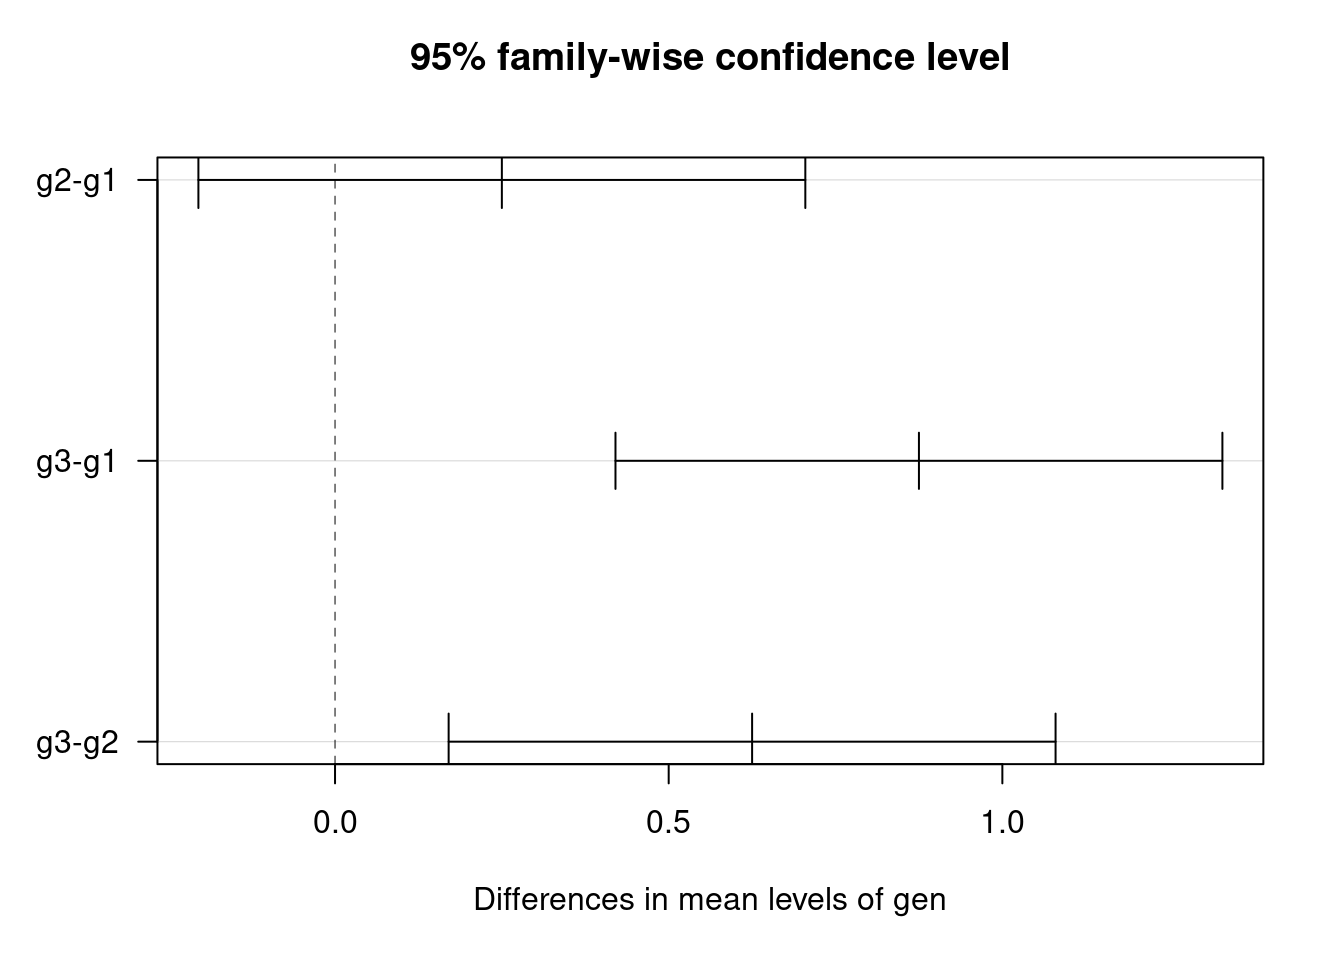 95% family-wise confidence level
g2-g1
g3-g1
g3-g2
0.0 0.5 1.0
Differences in mean levels of gen